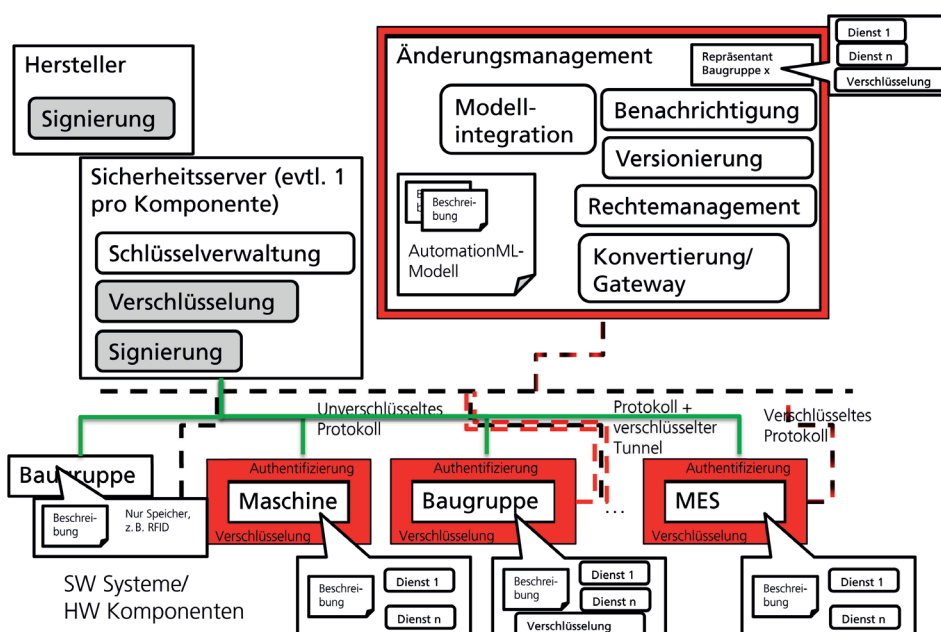 Hersteller
Signierung
Sicherheitsserver (evtl. 1
pro Komponente)
Schlüsselverwaltung
Verschlüsselung
Signierung
Änderungsmanagement
Repräsentant
Baugruppe x
Dienst 1
Dienst n
Verschlüsselung
Modell-
integration
Benachrichtigung
Versionierung
Rechtemanagement
Konvertierung/
Gateway
Beschrei-
bung
AutomationML-
Modell
Unverschlüsseltes
Protokoll
Protokoll +
verschlüsselter
Tunnel
Verschlüsseltes
Protokoll
Baugruppe
Beschrei-
bung
Nur Speicher,
z. B. RFID
Authentifizierung
Maschine
Verschlüsselung
Authentifizierung
Baugruppe
Verschlüsselung
...
Authentifizierung
MES
Verschlüsselung
SW Systeme/
HW Komponenten
Beschrei-
bung
Dienst 1
Dienst n
Beschrei-
bung
Dienst 1
Dienst n
Verschlüsselung
Beschrei-
bung
Dienst 1
Dienst n